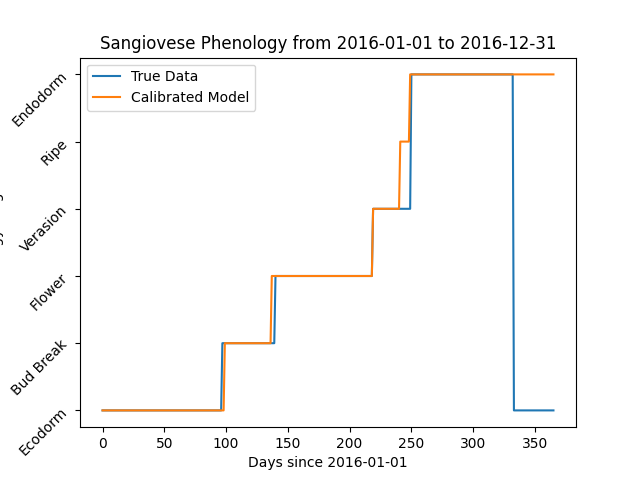 Sangiovese Phenology from 2016-01-01 to 2016-12-31
True Data
Calibrated Model
Endodorm
Ripe
Verasion
Flower
Bud Break
Ecodorm
0 50 100 150 200 250 300 350
Days since 2016-01-01